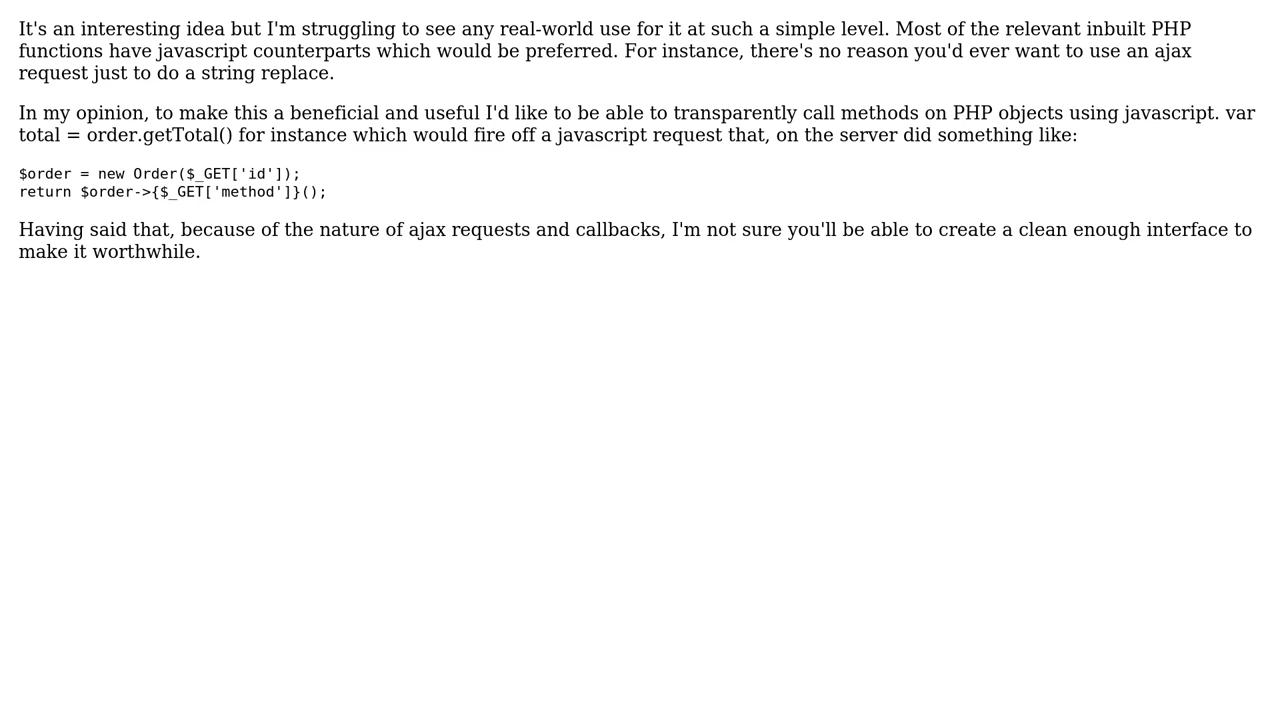 It's an interesting idea but I'm struggling to see any real-world use for it at such a simple level. Most of the relevant inbuilt PHP
functions have javascript counterparts which would be preferred. For instance, there's no reason you'd ever want to use an ajax
request just to do a string replace.
In my opinion, to make this a beneficial and useful I'd like to be able to transparently call methods on PHP objects using javascript. var
total = order.getTotal() for instance which would fire off a javascript request that, on the server did something like:
$order = new Order($_GET['id']);
return $order->{$_GET['method']}();
Having said that, because of the nature of ajax requests and callbacks, I'm not sure you'll be able to create a clean enough interface to
make it worthwhile.